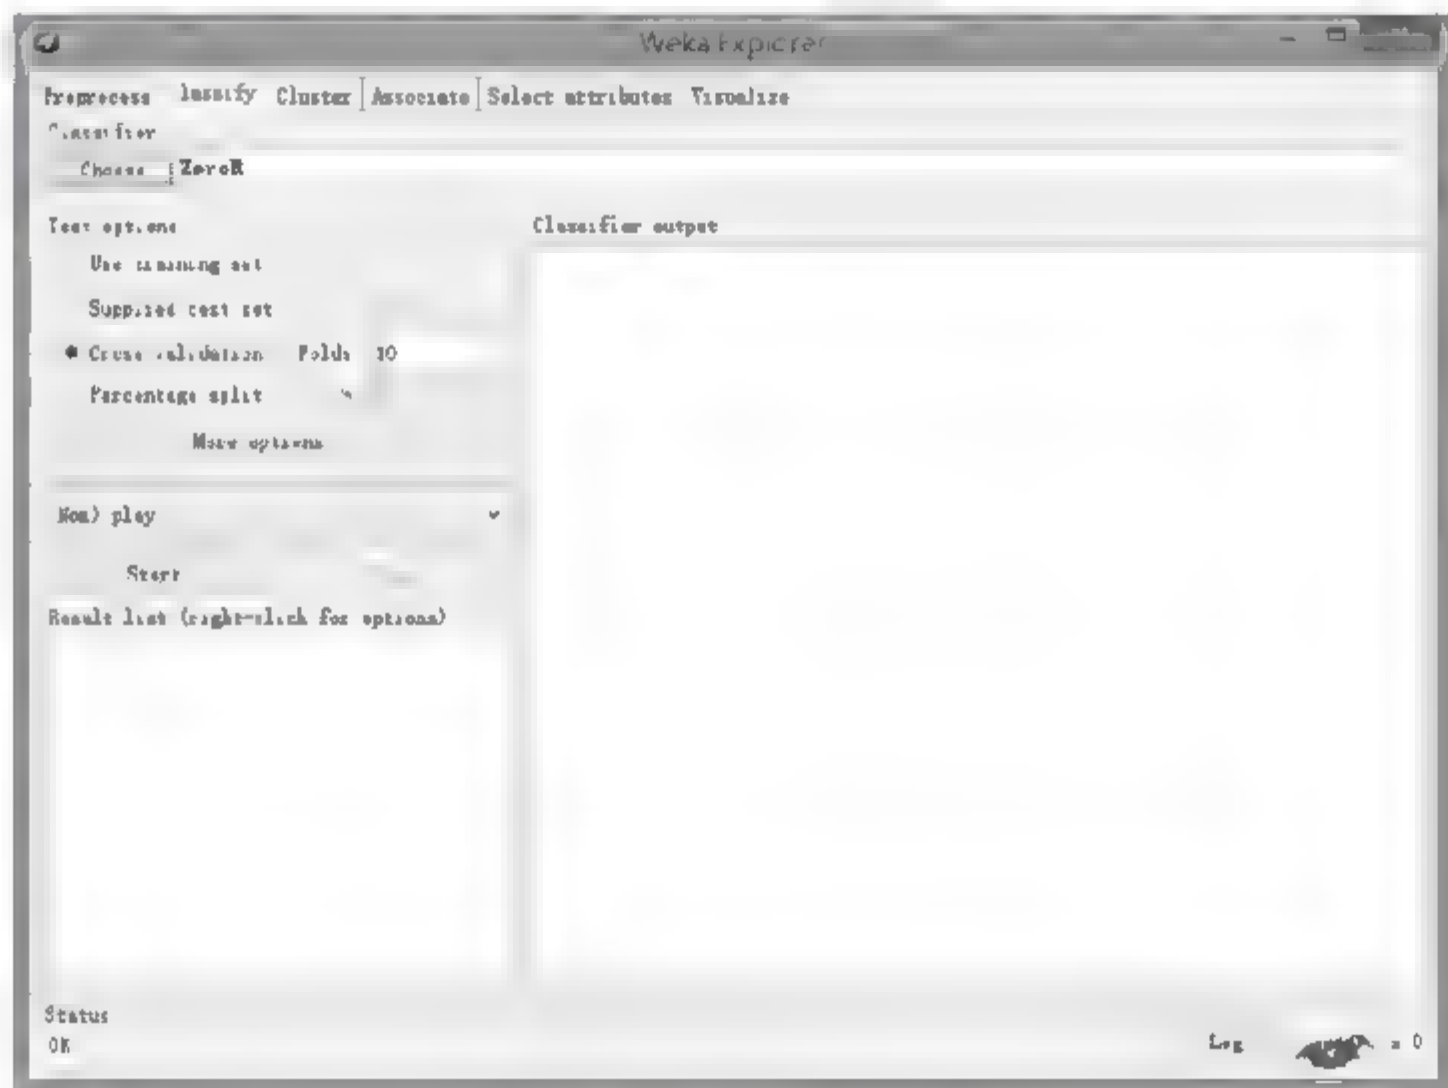 Weka Explorer
Preprocess Classify Cluster Associate Select attributes Visualize
Classifier
Choose ZeroR
Test options
Classifier output
Use training set
Supplied test set
Cross-validation Folds 10
Percentage split %
More options
Nom) play
Start
Result list (right-click for options)
Status
OK
Log x 0